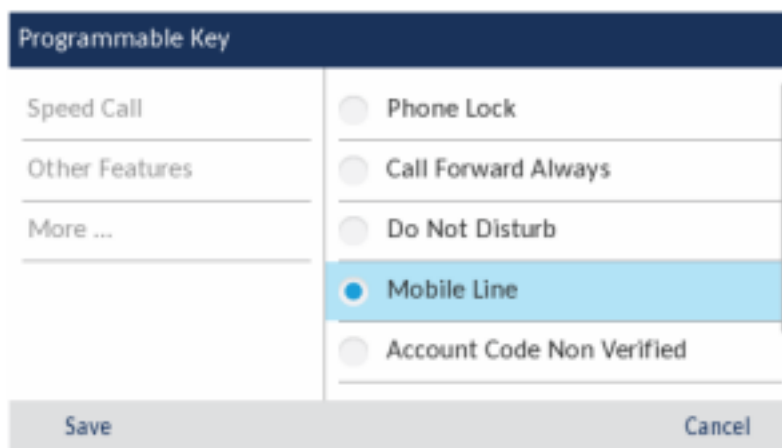 Programmable Key
Speed Call
Other Features
More ...
Phone Lock
Call Forward Always
Do Not Disturb
Mobile Line
Account Code Non Verified
Save
Cancel